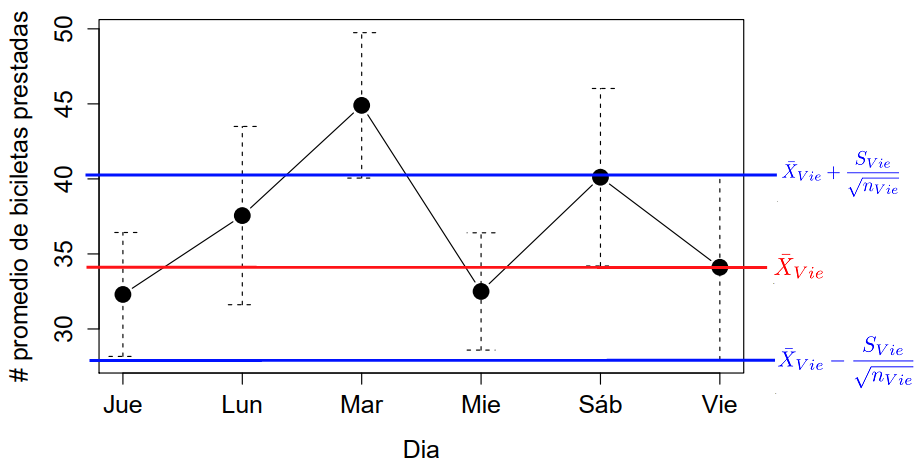 # promedio de biciletas prestadas
50
45
40
35
30
Jue Lun Mar Mie Sáb Vie
Dia
X̄_Vie + S_Vie / √n_Vie
X̄_Vie
X̄_Vie − S_Vie / √n_Vie